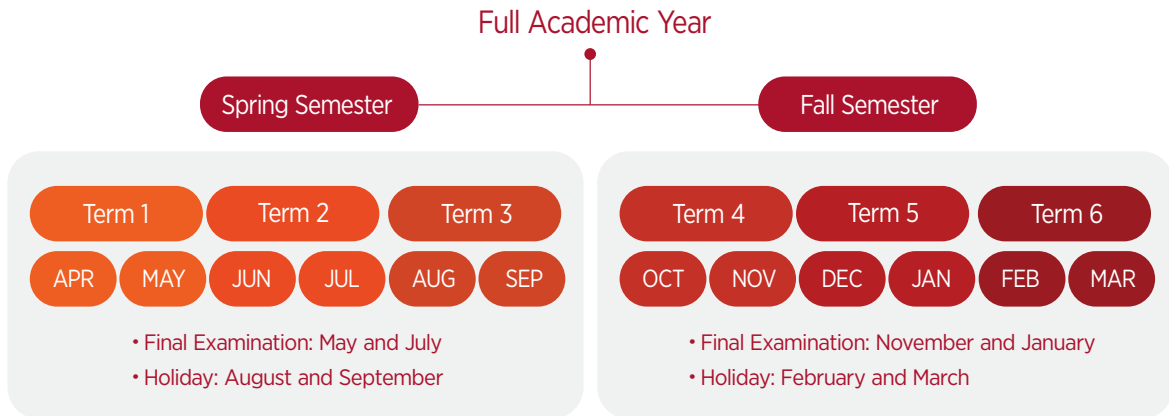 Full Academic Year
Spring Semester
Fall Semester
Term 1 Term 2 Term 3
APR MAY JUN JUL AUG SEP
• Final Examination: May and July
• Holiday: August and September
Term 4 Term 5 Term 6
OCT NOV DEC JAN FEB MAR
• Final Examination: November and January
• Holiday: February and March